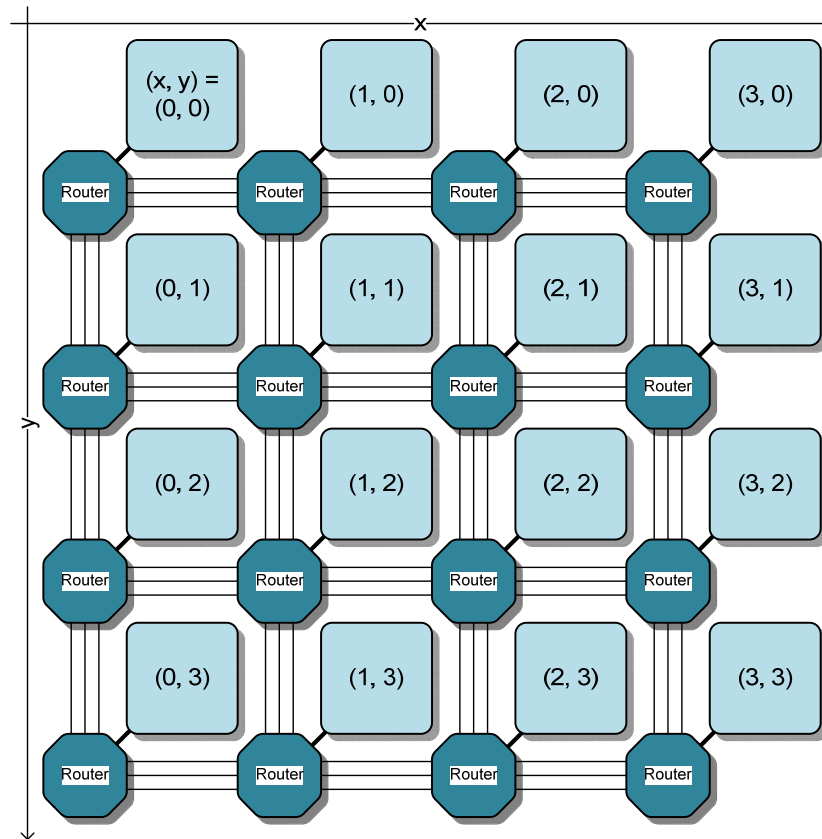 x
(x, y) =
(0, 0)
(1, 0)
(2, 0)
(3, 0)
Router
Router
Router
Router
(0, 1)
(1, 1)
(2, 1)
(3, 1)
Router
Router
Router
Router
y
(0, 2)
(1, 2)
(2, 2)
(3, 2)
Router
Router
Router
Router
(0, 3)
(1, 3)
(2, 3)
(3, 3)
Router
Router
Router
Router